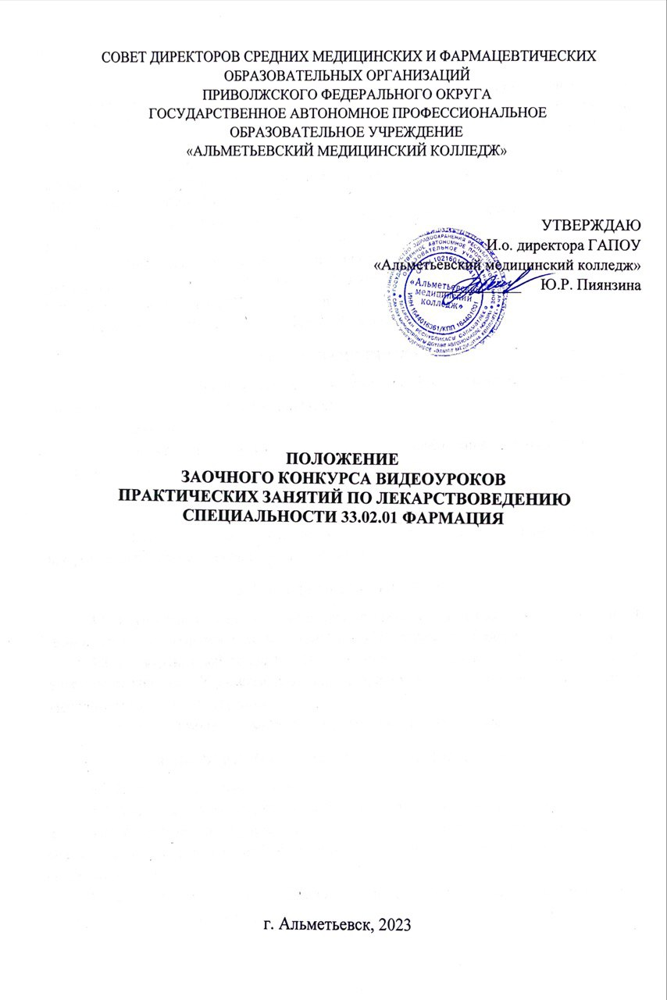 СОВЕТ ДИРЕКТОРОВ СРЕДНИХ МЕДИЦИНСКИХ И ФАРМАЦЕВТИЧЕСКИХ
ОБРАЗОВАТЕЛЬНЫХ ОРГАНИЗАЦИЙ
ПРИВОЛЖСКОГО ФЕДЕРАЛЬНОГО ОКРУГА
ГОСУДАРСТВЕННОЕ АВТОНОМНОЕ ПРОФЕССИОНАЛЬНОЕ
ОБРАЗОВАТЕЛЬНОЕ УЧРЕЖДЕНИЕ
«АЛЬМЕТЬЕВСКИЙ МЕДИЦИНСКИЙ КОЛЛЕДЖ»
УТВЕРЖДАЮ
И.о. директора ГАПОУ
«Альметьевский медицинский колледж»
Ю.Р. Пиянзина
«Альметьевский
медицинский
колледж»
ПОЛОЖЕНИЕ
ЗАОЧНОГО КОНКУРСА ВИДЕОУРОКОВ
ПРАКТИЧЕСКИХ ЗАНЯТИЙ ПО ЛЕКАРСТВОВЕДЕНИЮ
СПЕЦИАЛЬНОСТИ 33.02.01 ФАРМАЦИЯ
г. Альметьевск, 2023